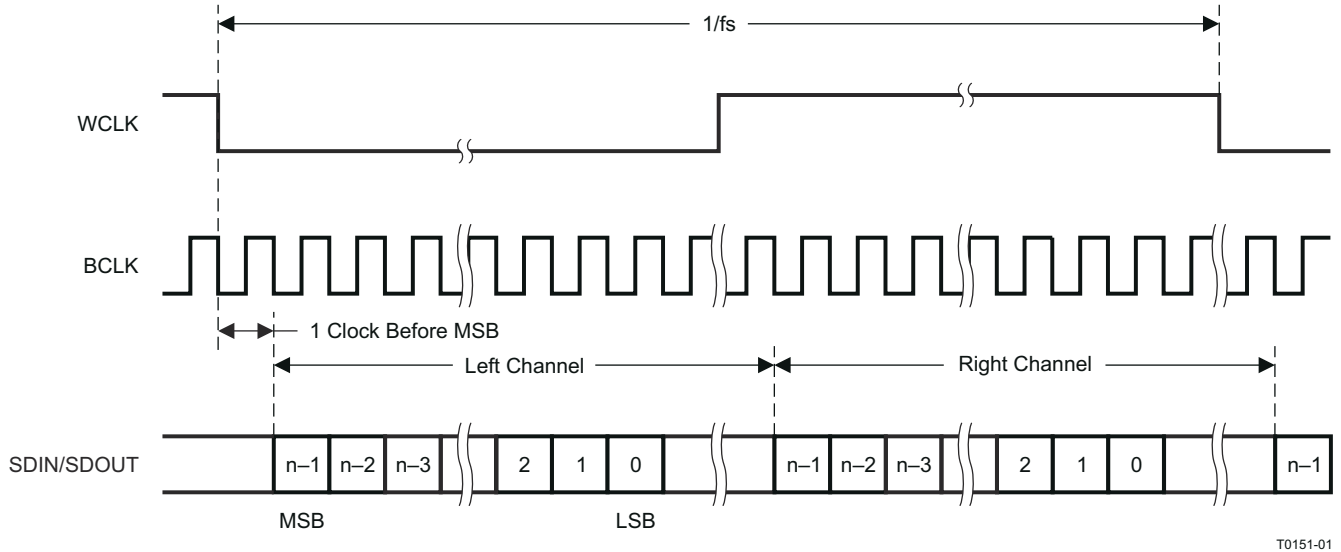 1/fs
WCLK
BCLK
1 Clock Before MSB
Left Channel
Right Channel
SDIN/SDOUT
n–1 n–2 n–3 2 1 0 n–1 n–2 n–3 2 1 0 n–1
MSB LSB
T0151-01